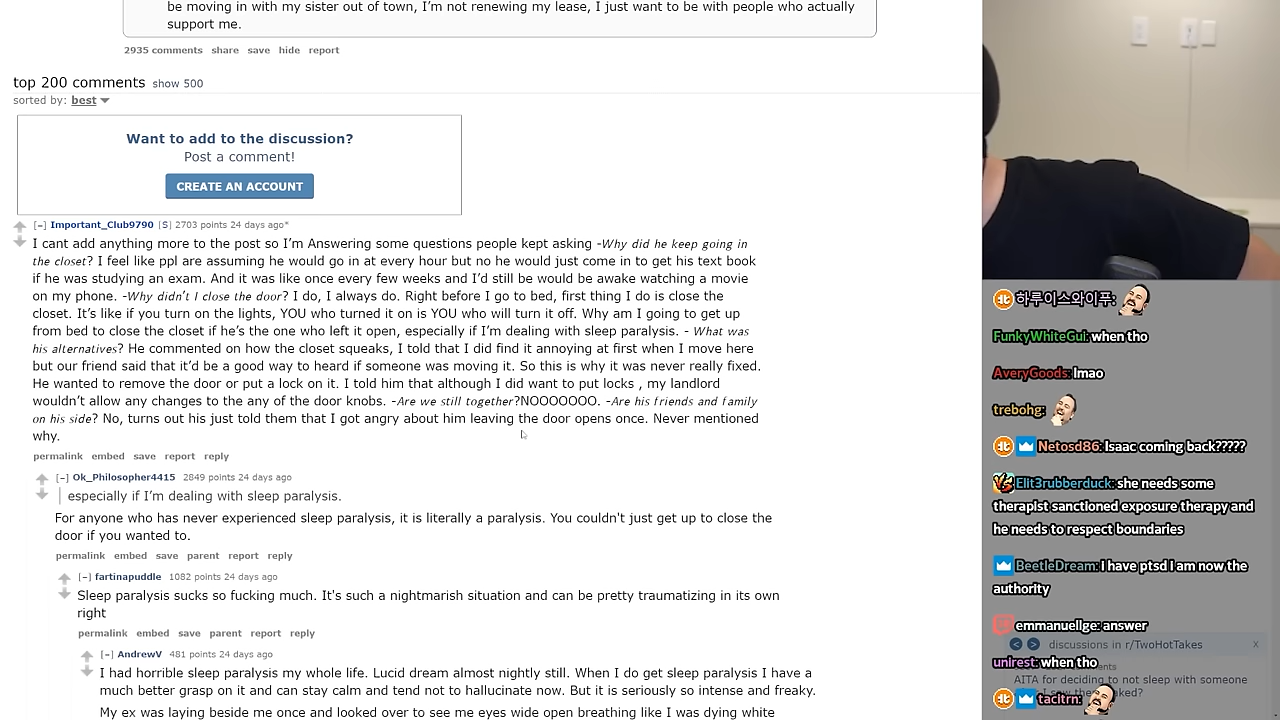 be moving in with my sister out of town, I'm not renewing my lease, I just want to be with people who actually
support me.
2935 comments share save hide report
top 200 comments show 500
sorted by: best
Want to add to the discussion?
Post a comment!
CREATE AN ACCOUNT
[–] Important_Club9790 [S] 2703 points 24 days ago*
I cant add anything more to the post so I'm Answering some questions people kept asking -Why did he keep going in
the closet? I feel like ppl are assuming he would go in at every hour but no he would just come in to get his text book
if he was studying an exam. And it was like once every few weeks and I'd still be would be awake watching a movie
on my phone. -Why didn't I close the door? I do, I always do. Right before I go to bed, first thing I do is close the
closet. It's like if you turn on the lights, YOU who turned it on is YOU who will turn it off. Why am I going to get up
from bed to close the closet if he's the one who left it open, especially if I'm dealing with sleep paralysis. - What was
his alternatives? He commented on how the closet squeaks, I told that I did find it annoying at first when I move here
but our friend said that it'd be a good way to heard if someone was moving it. So this is why it was never really fixed.
He wanted to remove the door or put a lock on it. I told him that although I did want to put locks , my landlord
wouldn't allow any changes to the any of the door knobs. -Are we still together?NOOOOOOO. -Are his friends and family
on his side? No, turns out his just told them that I got angry about him leaving the door opens once. Never mentioned
why.
permalink embed save report reply
[–] Ok_Philosopher4415 2849 points 24 days ago
especially if I'm dealing with sleep paralysis.
For anyone who has never experienced sleep paralysis, it is literally a paralysis. You couldn't just get up to close the
door if you wanted to.
permalink embed save parent report reply
[–] fartinapuddle 1082 points 24 days ago
Sleep paralysis sucks so fucking much. It's such a nightmarish situation and can be pretty traumatizing in its own
right
permalink embed save parent report reply
[–] AndrewV 481 points 24 days ago
I had horrible sleep paralysis my whole life. Lucid dream almost nightly still. When I do get sleep paralysis I have a
much better grasp on it and can stay calm and tend not to hallucinate now. But it is seriously so intense and freaky.
My ex was laying beside me once and looked over to see me eyes wide open breathing like I was dying white
하루이스와이푸:
FunkyWhiteGui: when tho
AveryGoods: lmao
trebohg:
Netosd86: Isaac coming back?????
Elit3rubberduck: she needs some
therapist sanctioned exposure therapy and
he needs to respect boundaries
BeetleDream: i have ptsd i am now the
authority
emmanuellge: answer
discussions in r/TwoHotTakes X
unirest: when tho
AITA for deciding to not sleep with someone
tacitrn: